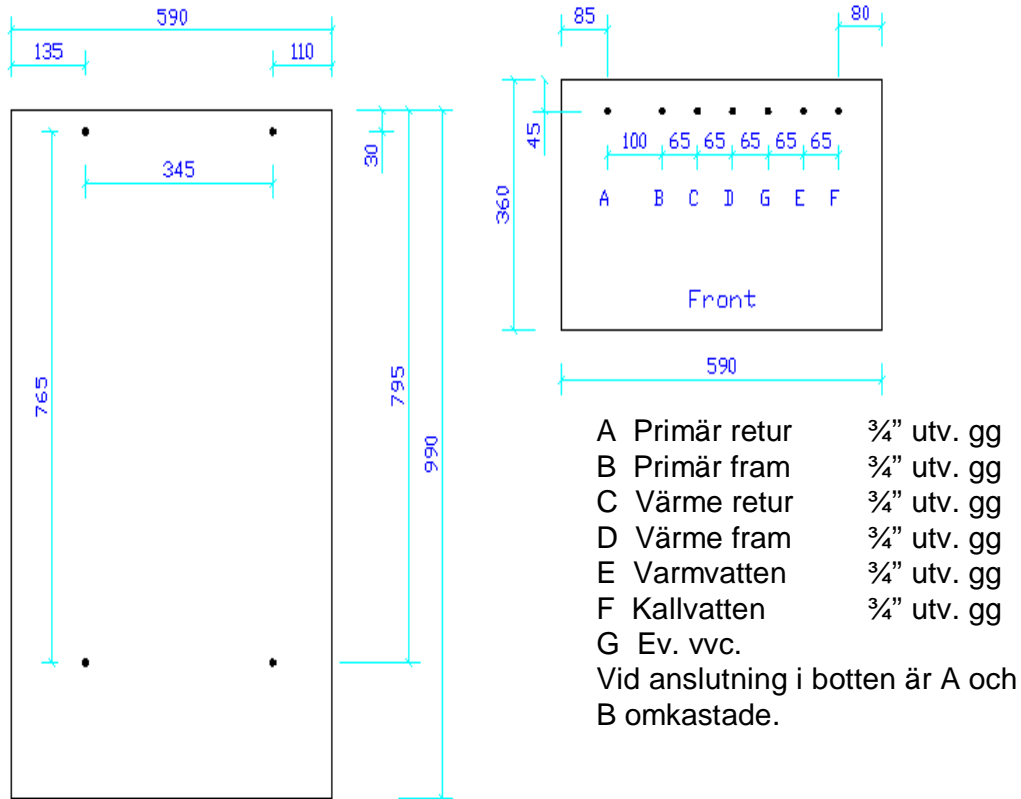 590
135 110
345
30
765
795
990
85 80
45
360
100 65 65 65 65 65
A B C D G E F
Front
590
A Primär retur ¾” utv. gg
B Primär fram ¾” utv. gg
C Värme retur ¾” utv. gg
D Värme fram ¾” utv. gg
E Varmvatten ¾” utv. gg
F Kallvatten ¾” utv. gg
G Ev. vvc.
Vid anslutning i botten är A och
B omkastade.